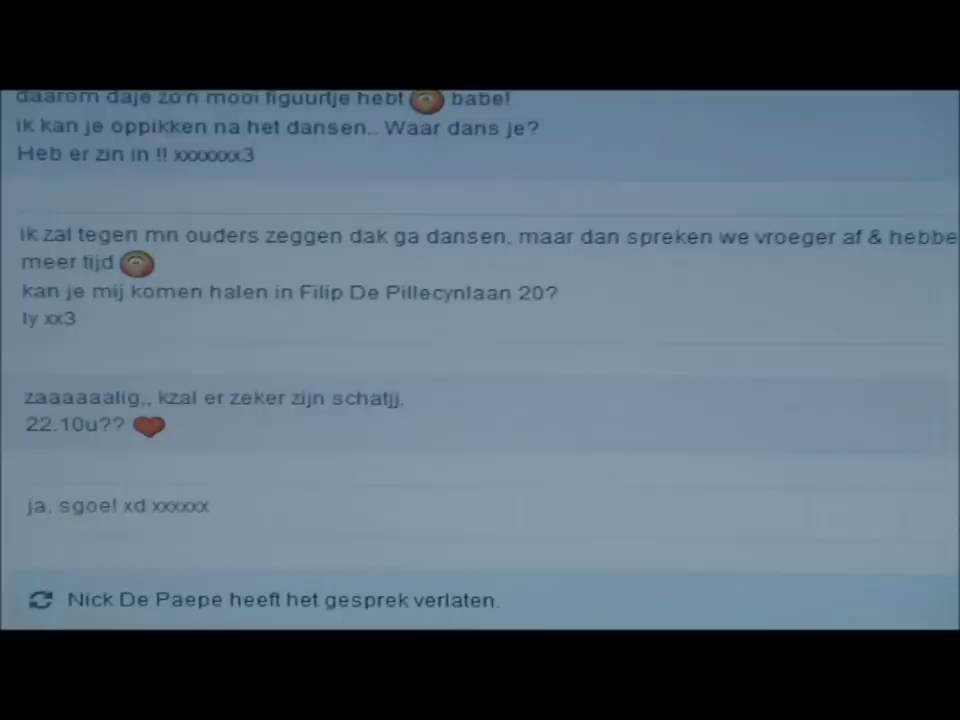 daarom daje zo'n mooi figuurtje hebt babe!
ik kan je oppikken na het dansen.. Waar dans je?
Heb er zin in !! xxxxxxx3
ik zal tegen mn ouders zeggen dak ga dansen, maar dan spreken we vroeger af & hebbe
meer tijd
kan je mij komen halen in Filip De Pillecynlaan 20?
ly xx3
zaaaaaalig,, kzal er zeker zijn schatjj.
22.10u??
ja, sgoe! xd xxxxxx
Nick De Paepe heeft het gesprek verlaten.